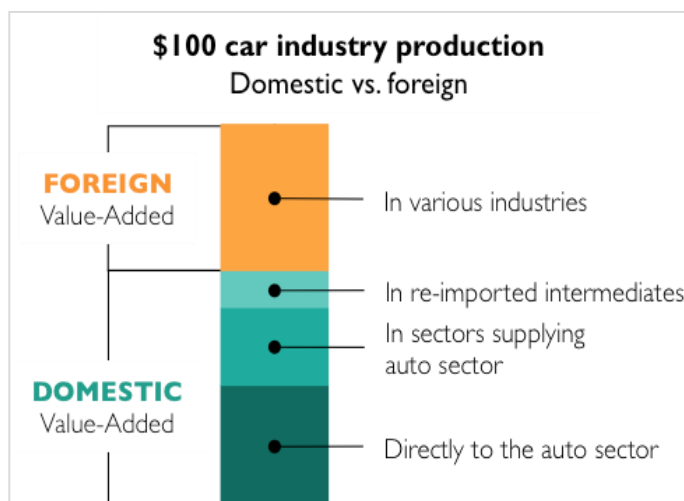 $100 car industry production
Domestic vs. foreign
FOREIGN
Value-Added
In various industries
In re-imported intermediates
In sectors supplying
auto sector
DOMESTIC
Value-Added
Directly to the auto sector